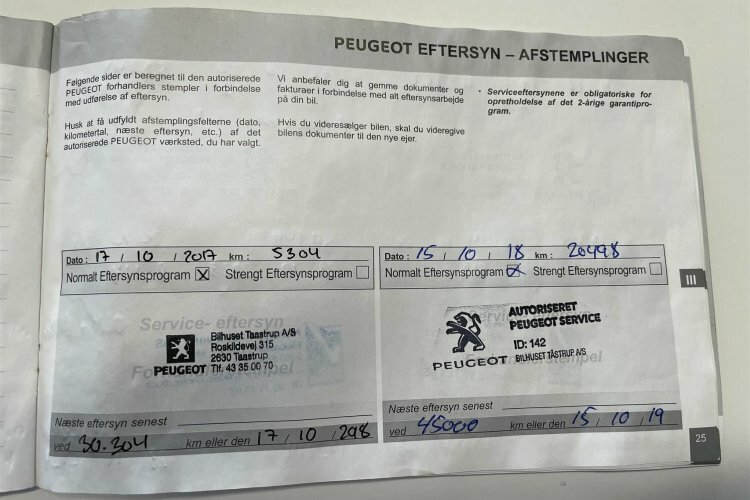 PEUGEOT EFTERSYN – AFSTEMPLINGER
Følgende sider er beregnet til den autoriserede
PEUGEOT forhandlers stempler i forbindelse
med udførelse af eftersyn.
Husk at få udfyldt afstemplingsfelterne (dato,
kilometertal, næste eftersyn, etc.) af det
autoriserede PEUGEOT værksted, du har valgt.
Vi anbefaler dig at gemme dokumenter og
fakturaer i forbindelse med alt eftersynsarbejde
på din bil.
Hvis du videresælger bilen, skal du videregive
bilens dokumenter til den nye ejer.
• Serviceeftersynene er obligatoriske for
opretholdelse af det 2-årige garantipro-
gram.
Dato : 17 / 10 / 2017 km : 5304
Normalt Eftersynsprogram X Strengt Eftersynsprogram
Service- eftersyn
Bilhuset Taastrup A/S
Roskildevej 315
2630 Taastrup
PEUGEOT Tlf. 43 35 00 70
Næste eftersyn senest
ved 30.304 km eller den 17 / 10 / 298
Dato : 15 / 10 / 18 km : 20498
Normalt Eftersynsprogram X Strengt Eftersynsprogram
AUTORISERET
PEUGEOT SERVICE
ID: 142
PEUGEOT BILHUSET TÅSTRUP A/S
Næste eftersyn senest
ved 45000 km eller den 15 / 10 / 19
III
25